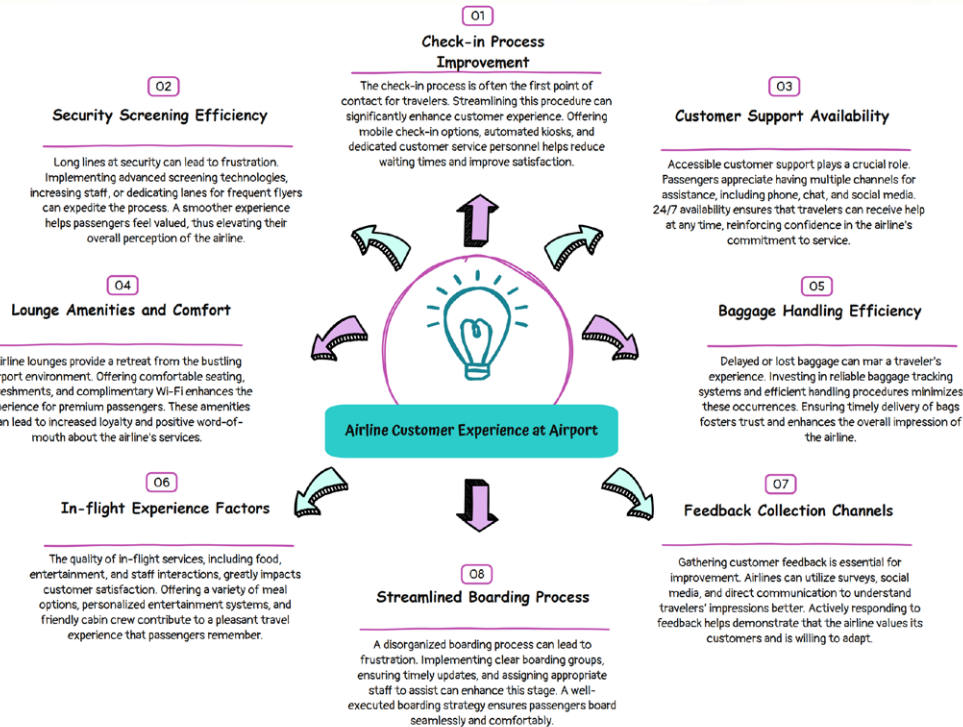 01
Check-in Process
Improvement
The check-in process is often the first point of
contact for travelers. Streamlining this procedure can
significantly enhance customer experience. Offering
mobile check-in options, automated kiosks, and
dedicated customer service personnel helps reduce
waiting times and improve satisfaction.
02
Security Screening Efficiency
Long lines at security can lead to frustration.
Implementing advanced screening technologies,
increasing staff, or dedicating lanes for frequent flyers
can expedite the process. A smoother experience
helps passengers feel valued, thus elevating their
overall perception of the airline.
03
Customer Support Availability
Accessible customer support plays a crucial role.
Passengers appreciate having multiple channels for
assistance, including phone, chat, and social media.
24/7 availability ensures that travelers can receive help
at any time, reinforcing confidence in the airline's
commitment to service.
04
Lounge Amenities and Comfort
irline lounges provide a retreat from the bustling
port environment. Offering comfortable seating,
eshments, and complimentary Wi-Fi enhances the
erience for premium passengers. These amenities
an lead to increased loyalty and positive word-of-
mouth about the airline's services.
05
Baggage Handling Efficiency
Delayed or lost baggage can mar a traveler's
experience. Investing in reliable baggage tracking
systems and efficient handling procedures minimizes
these occurrences. Ensuring timely delivery of bags
fosters trust and enhances the overall impression of
the airline.
Airline Customer Experience at Airport
06
In-flight Experience Factors
The quality of in-flight services, including food,
entertainment, and staff interactions, greatly impacts
customer satisfaction. Offering a variety of meal
options, personalized entertainment systems, and
friendly cabin crew contribute to a pleasant travel
experience that passengers remember.
07
Feedback Collection Channels
Gathering customer feedback is essential for
improvement. Airlines can utilize surveys, social
media, and direct communication to understand
travelers' impressions better. Actively responding to
feedback helps demonstrate that the airline values its
customers and is willing to adapt.
08
Streamlined Boarding Process
A disorganized boarding process can lead to
frustration. Implementing clear boarding groups,
ensuring timely updates, and assigning appropriate
staff to assist can enhance this stage. A well-
executed boarding strategy ensures passengers board
seamlessly and comfortably.